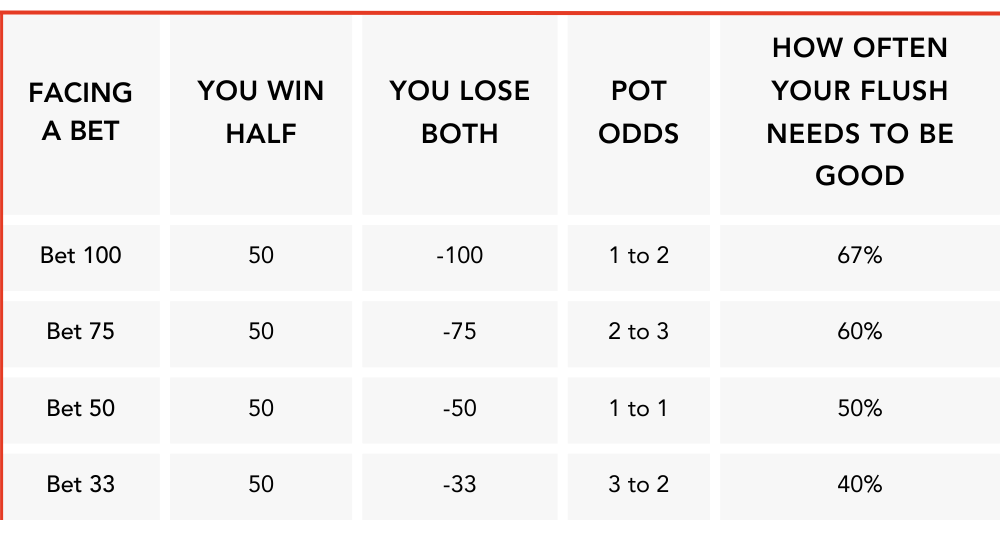 FACING A BET | YOU WIN HALF | YOU LOSE BOTH | POT ODDS | HOW OFTEN YOUR FLUSH NEEDS TO BE GOOD
Bet 100 | 50 | -100 | 1 to 2 | 67%
Bet 75 | 50 | -75 | 2 to 3 | 60%
Bet 50 | 50 | -50 | 1 to 1 | 50%
Bet 33 | 50 | -33 | 3 to 2 | 40%